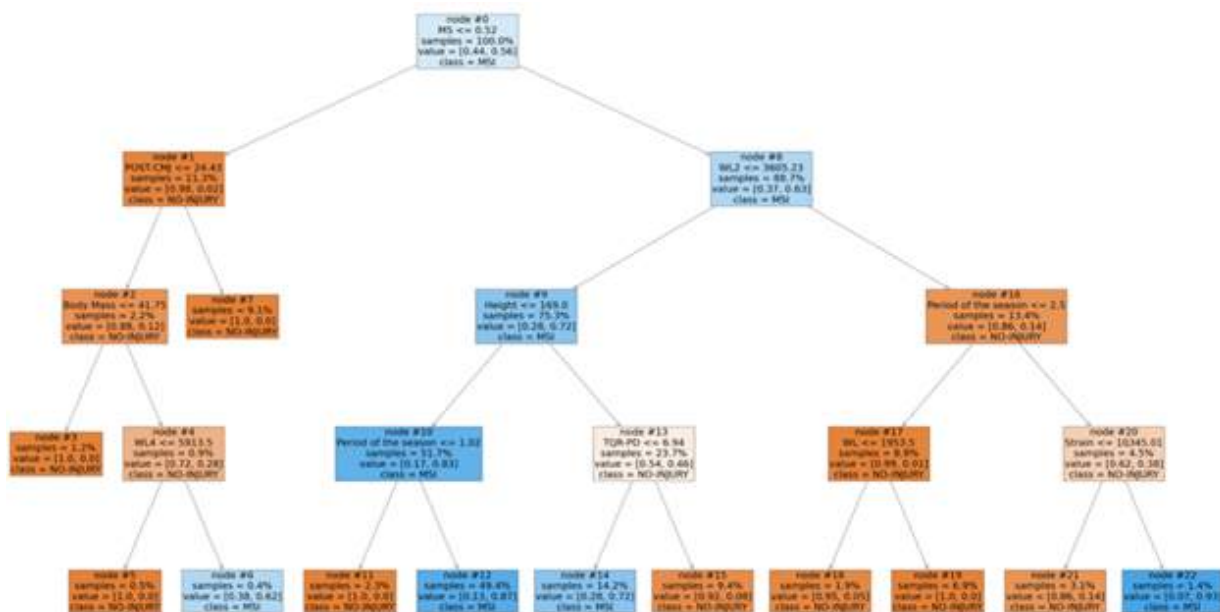 node #0
MS <= 0.52
samples = 100.0%
value = [0.44, 0.56]
class = MSI
node #1
POST-CMJ <= 24.43
samples = 11.3%
value = [0.98, 0.02]
class = NO-INJURY
node #8
WL2 <= 3605.23
samples = 88.7%
value = [0.37, 0.63]
class = MSI
node #2
Body Mass <= 41.75
samples = 2.2%
value = [0.88, 0.12]
class = NO-INJURY
node #7
samples = 9.1%
value = [1.0, 0.0]
class = NO-INJURY
node #9
Height <= 169.0
samples = 75.3%
value = [0.28, 0.72]
class = MSI
node #16
Period of the season <= 2.5
samples = 13.4%
value = [0.86, 0.14]
class = NO-INJURY
node #3
samples = 1.2%
value = [1.0, 0.0]
class = NO-INJURY
node #4
WL4 <= 5913.5
samples = 0.9%
value = [0.72, 0.28]
class = NO-INJURY
node #10
Period of the season <= 1.02
samples = 51.7%
value = [0.17, 0.83]
class = MSI
node #13
TQR-PD <= 6.94
samples = 23.7%
value = [0.54, 0.46]
class = NO-INJURY
node #17
WL <= 1953.5
samples = 8.9%
value = [0.99, 0.01]
class = NO-INJURY
node #20
Strain <= 10345.01
samples = 4.5%
value = [0.62, 0.38]
class = NO-INJURY
node #5
samples = 0.5%
value = [1.0, 0.0]
class = NO-INJURY
node #6
samples = 0.4%
value = [0.38, 0.62]
class = MSI
node #11
samples = 2.3%
value = [1.0, 0.0]
class = NO-INJURY
node #12
samples = 49.4%
value = [0.13, 0.87]
class = MSI
node #14
samples = 14.2%
value = [0.28, 0.72]
class = MSI
node #15
samples = 9.4%
value = [0.92, 0.08]
class = NO-INJURY
node #18
samples = 1.9%
value = [0.95, 0.05]
class = NO-INJURY
node #19
samples = 6.9%
value = [1.0, 0.0]
class = NO-INJURY
node #21
samples = 3.1%
value = [0.86, 0.14]
class = NO-INJURY
node #22
samples = 1.4%
value = [0.07, 0.93]
class = MSI